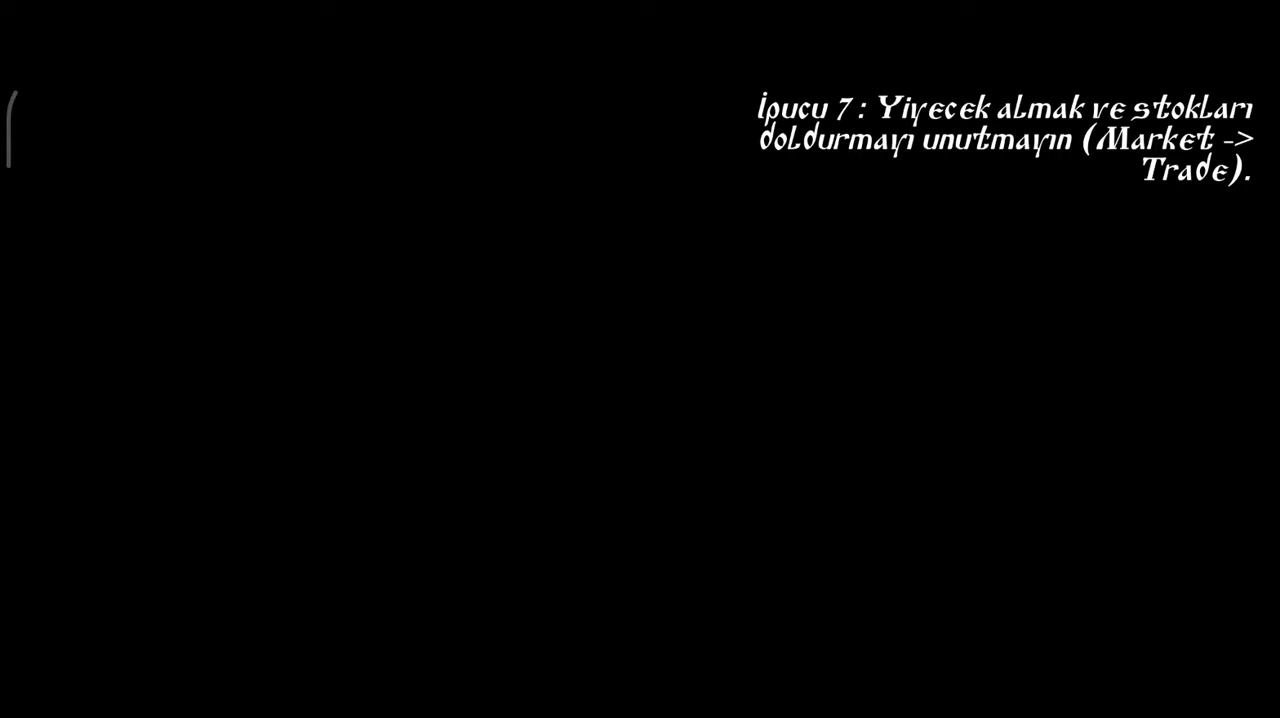 İpucu 7 : Yiyecek almak ve stokları
doldurmayı unutmayın (Market ->
Trade).